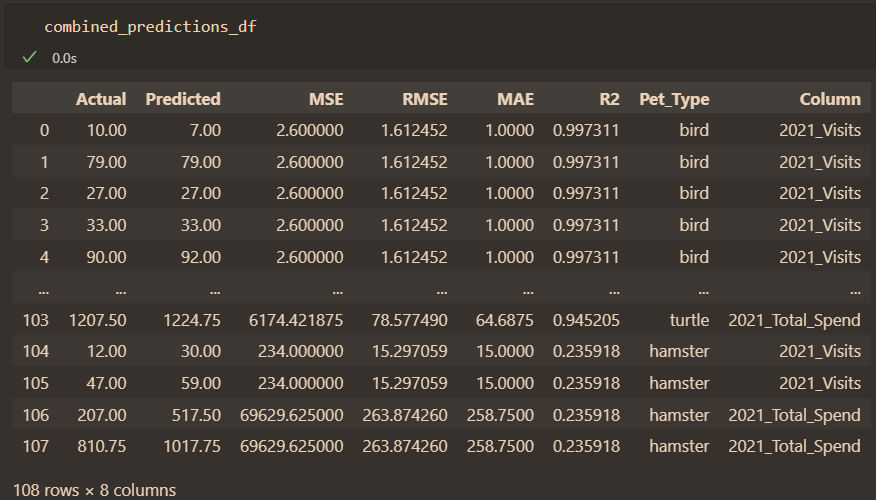 combined_predictions_df
✓ 0.0s
Actual Predicted MSE RMSE MAE R2 Pet_Type Column
0 10.00 7.00 2.600000 1.612452 1.0000 0.997311 bird 2021_Visits
1 79.00 79.00 2.600000 1.612452 1.0000 0.997311 bird 2021_Visits
2 27.00 27.00 2.600000 1.612452 1.0000 0.997311 bird 2021_Visits
3 33.00 33.00 2.600000 1.612452 1.0000 0.997311 bird 2021_Visits
4 90.00 92.00 2.600000 1.612452 1.0000 0.997311 bird 2021_Visits
... ... ... ... ... ... ... ... ...
103 1207.50 1224.75 6174.421875 78.577490 64.6875 0.945205 turtle 2021_Total_Spend
104 12.00 30.00 234.000000 15.297059 15.0000 0.235918 hamster 2021_Visits
105 47.00 59.00 234.000000 15.297059 15.0000 0.235918 hamster 2021_Visits
106 207.00 517.50 69629.625000 263.874260 258.7500 0.235918 hamster 2021_Total_Spend
107 810.75 1017.75 69629.625000 263.874260 258.7500 0.235918 hamster 2021_Total_Spend
108 rows × 8 columns